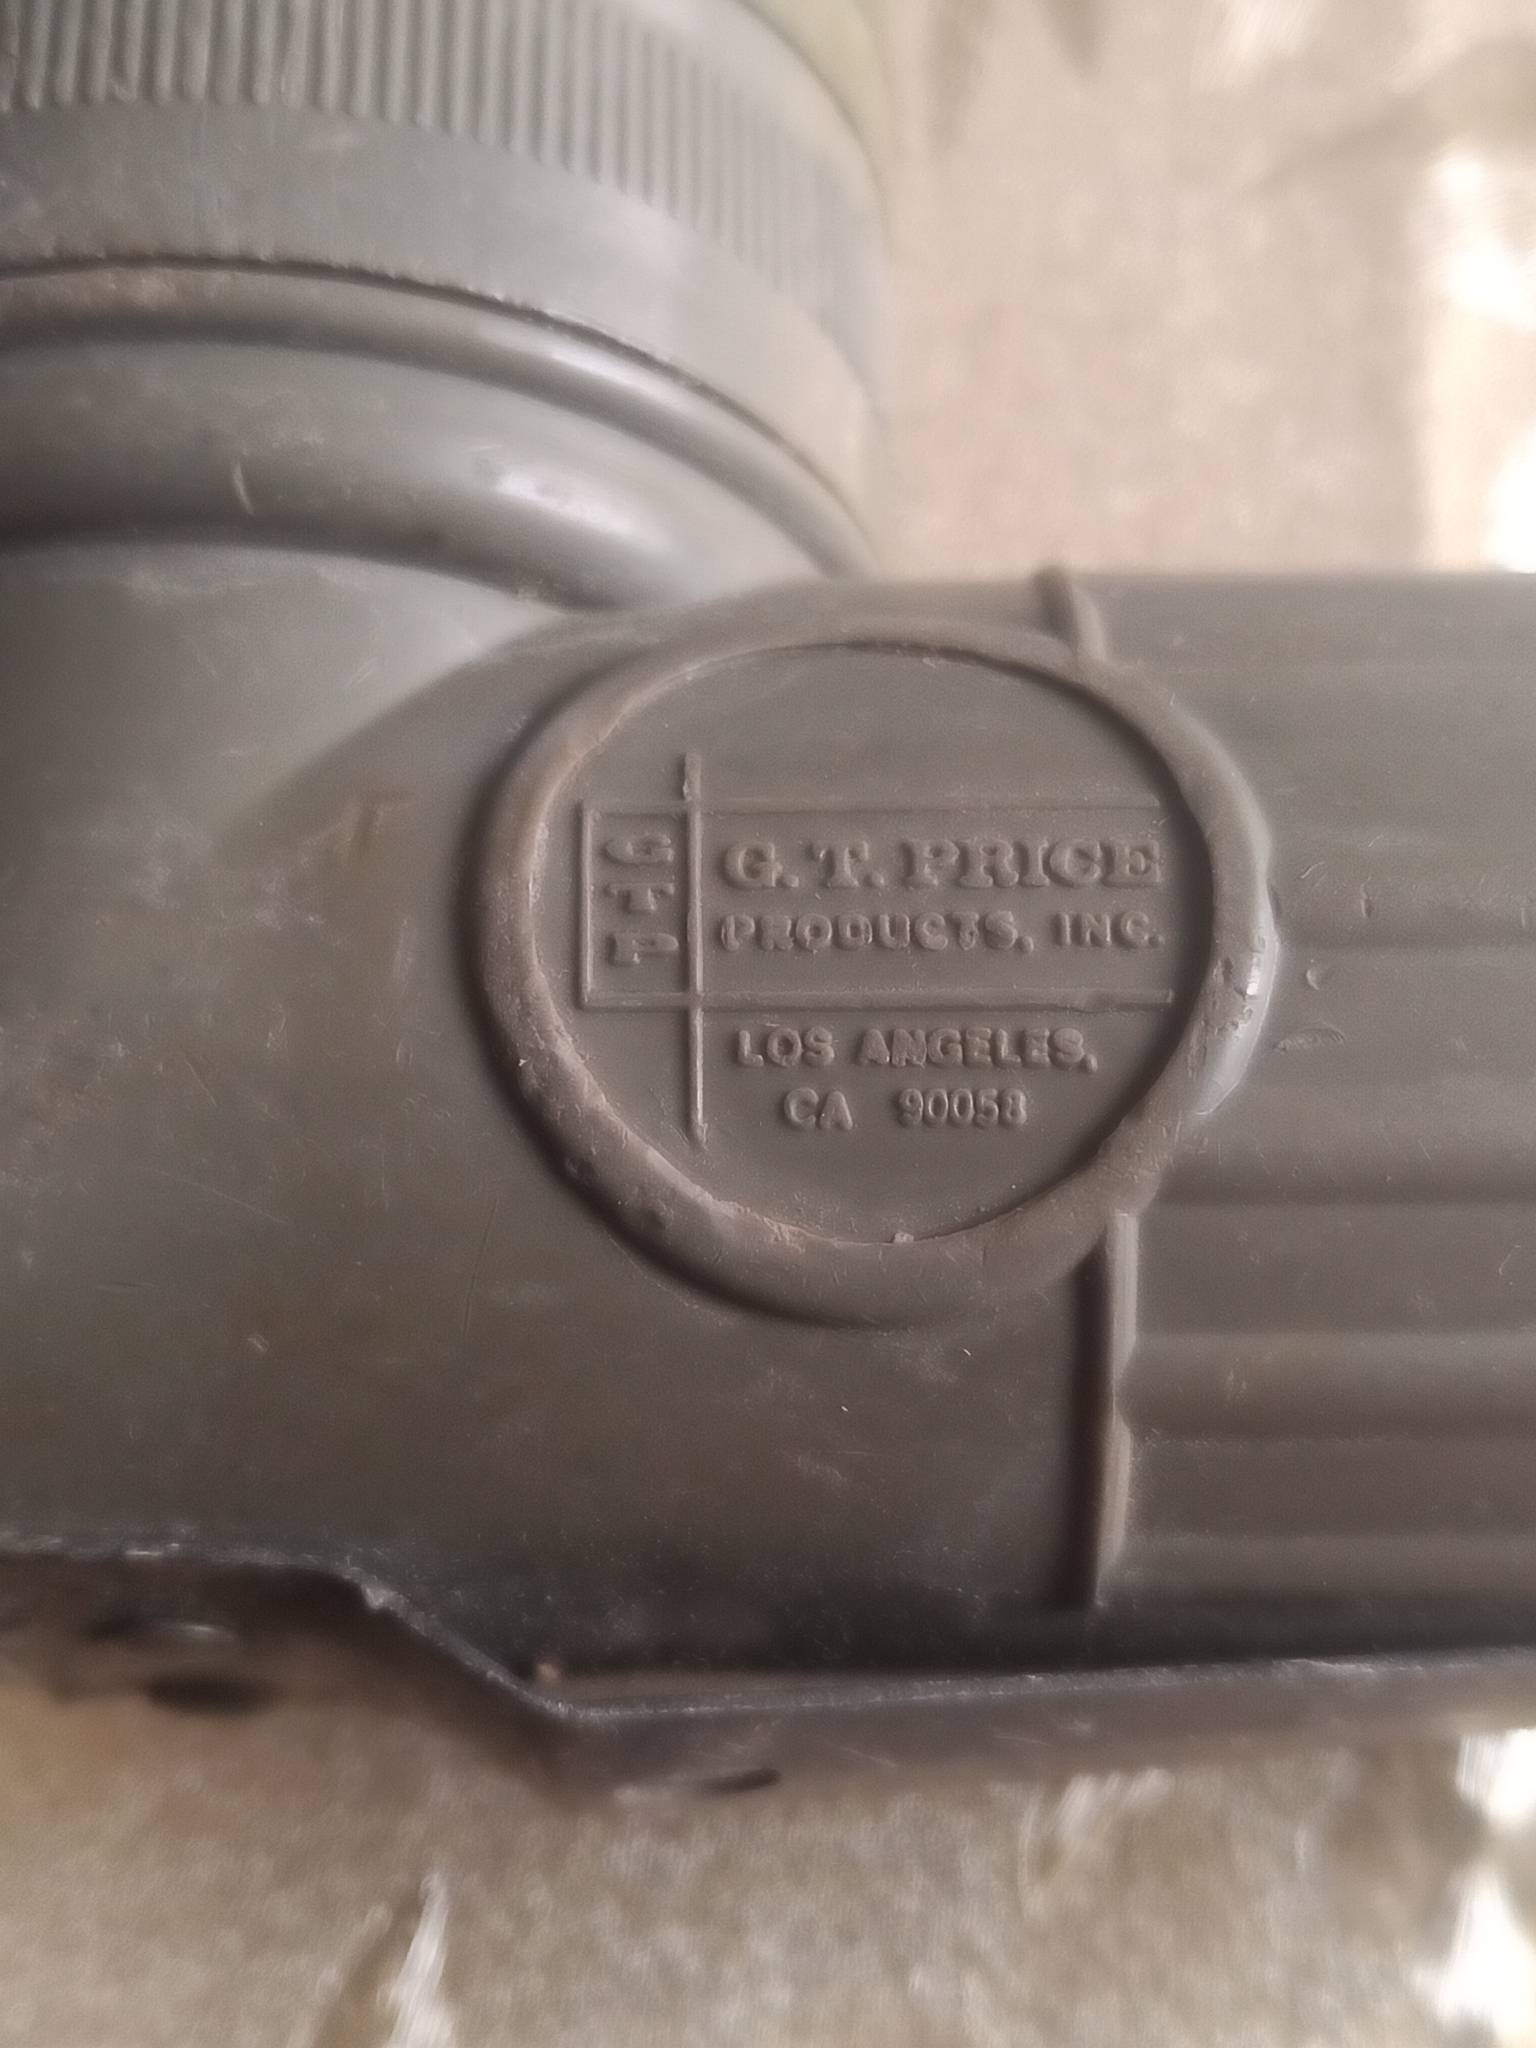 GTP
G. T. PRICE
PRODUCTS, INC.
LOS ANGELES,
CA 90058